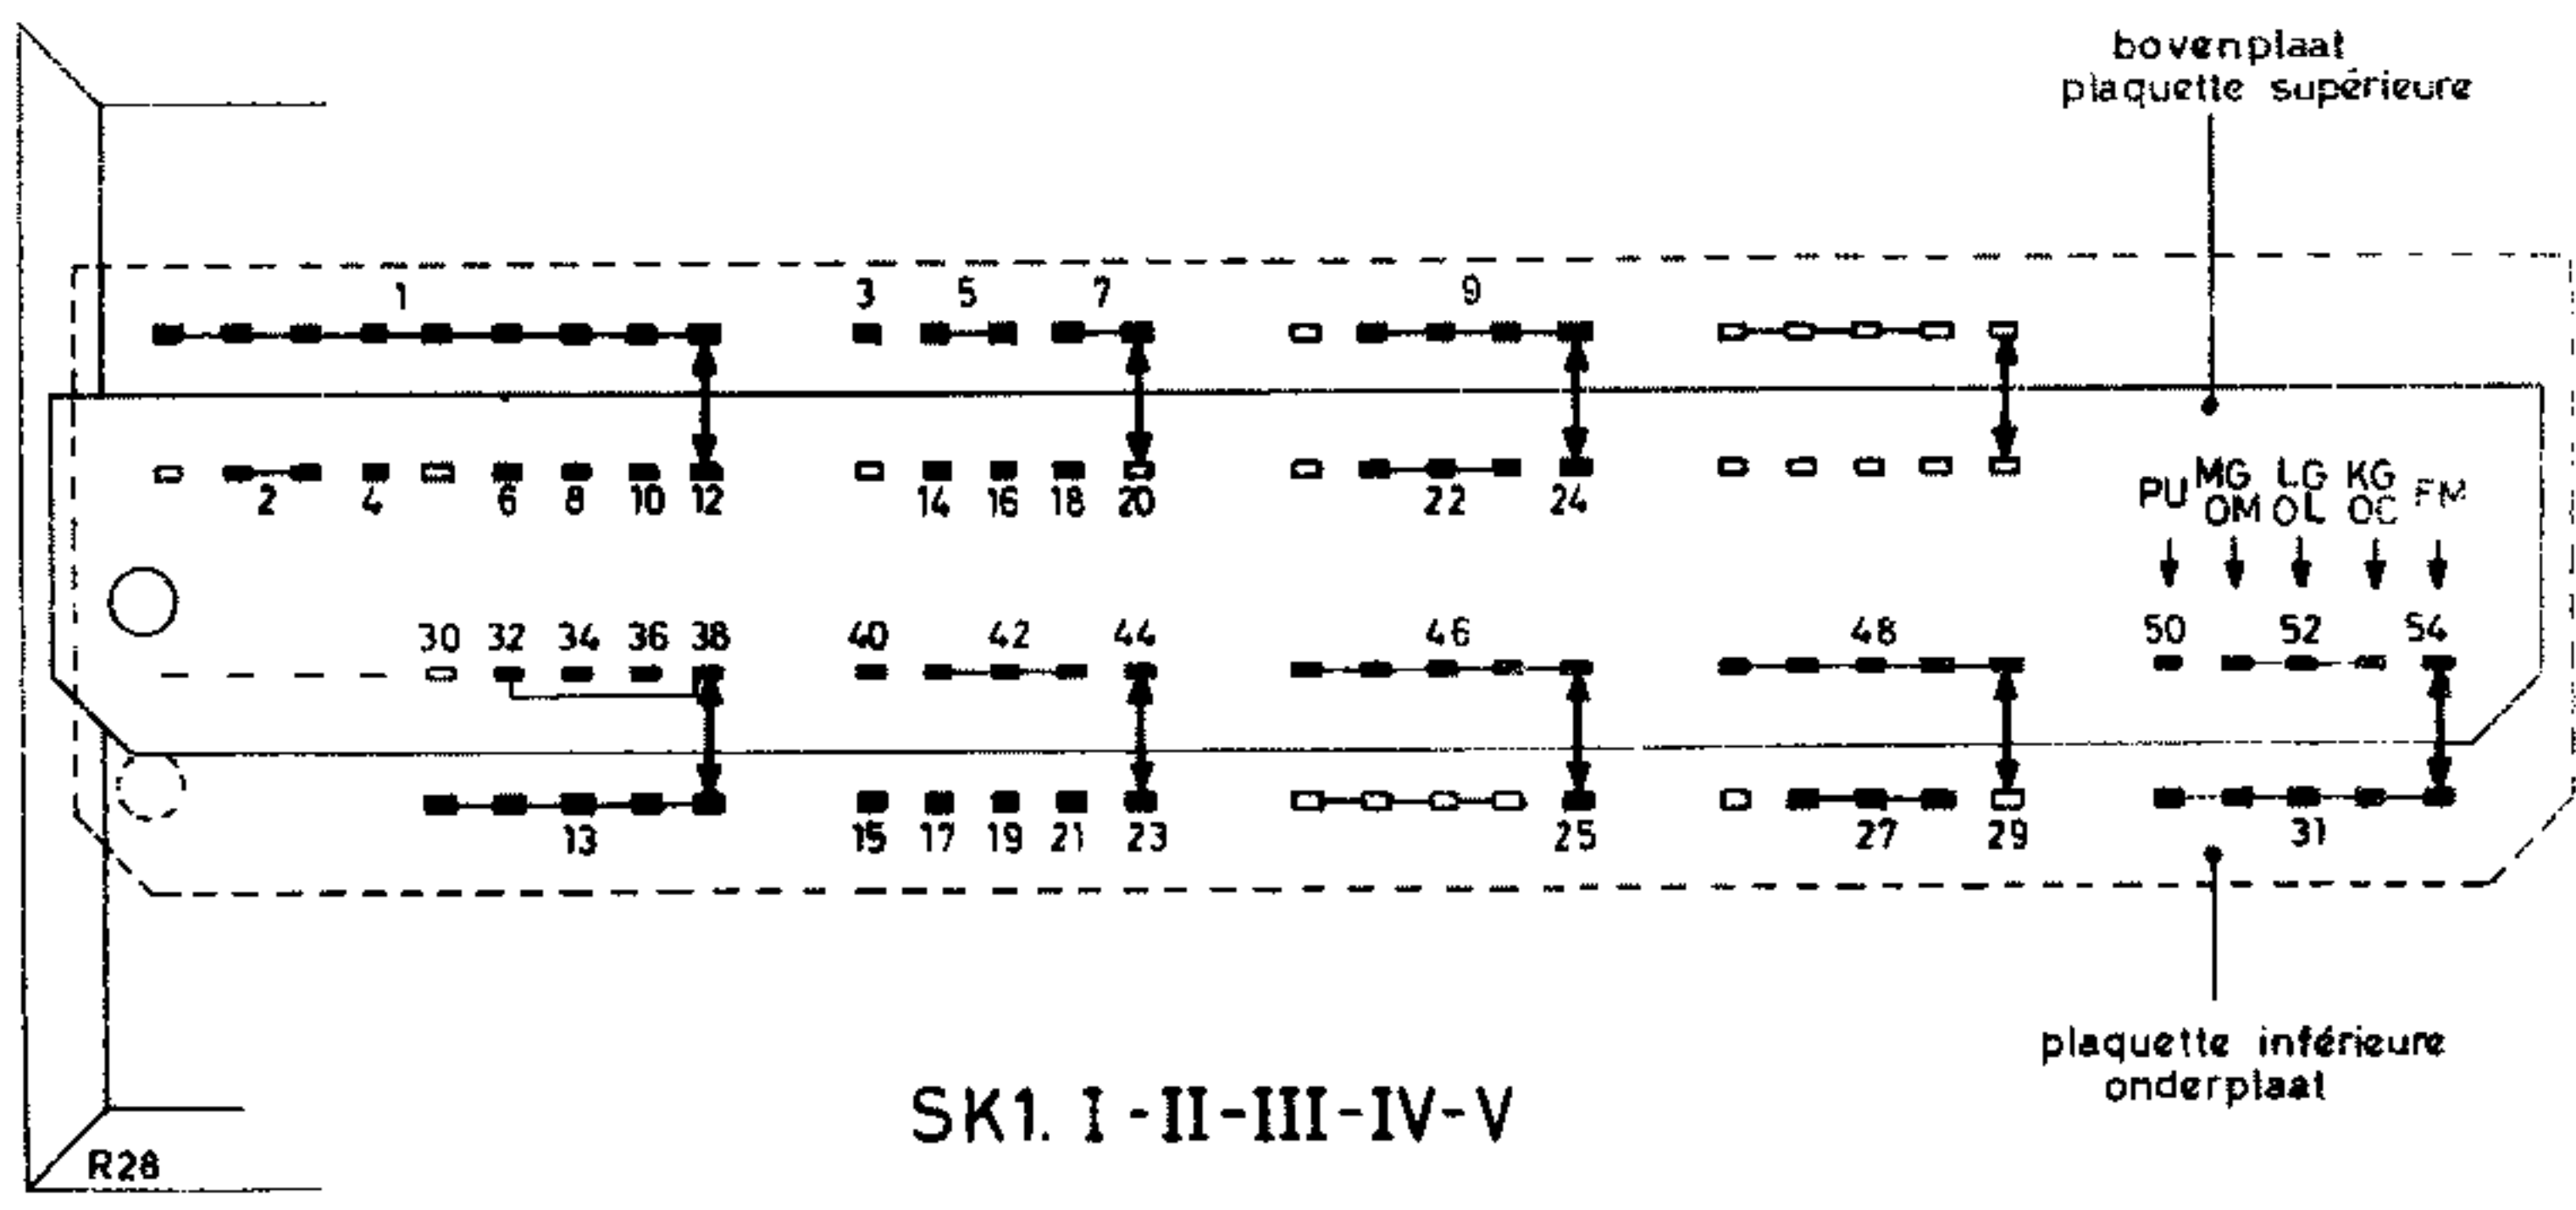 bovenplaat
plaquette supérieure
1 3 5 7 9
2 4 6 8 10 12 14 16 18 20 22 24
PU MG LG KG FM
OM OL OC
30 32 34 36 38 40 42 44 46 48 50 52 54
13 15 17 19 21 23 25 27 29 31
plaquette inférieure
onderplaat
SK1. I-II-III-IV-V
R28